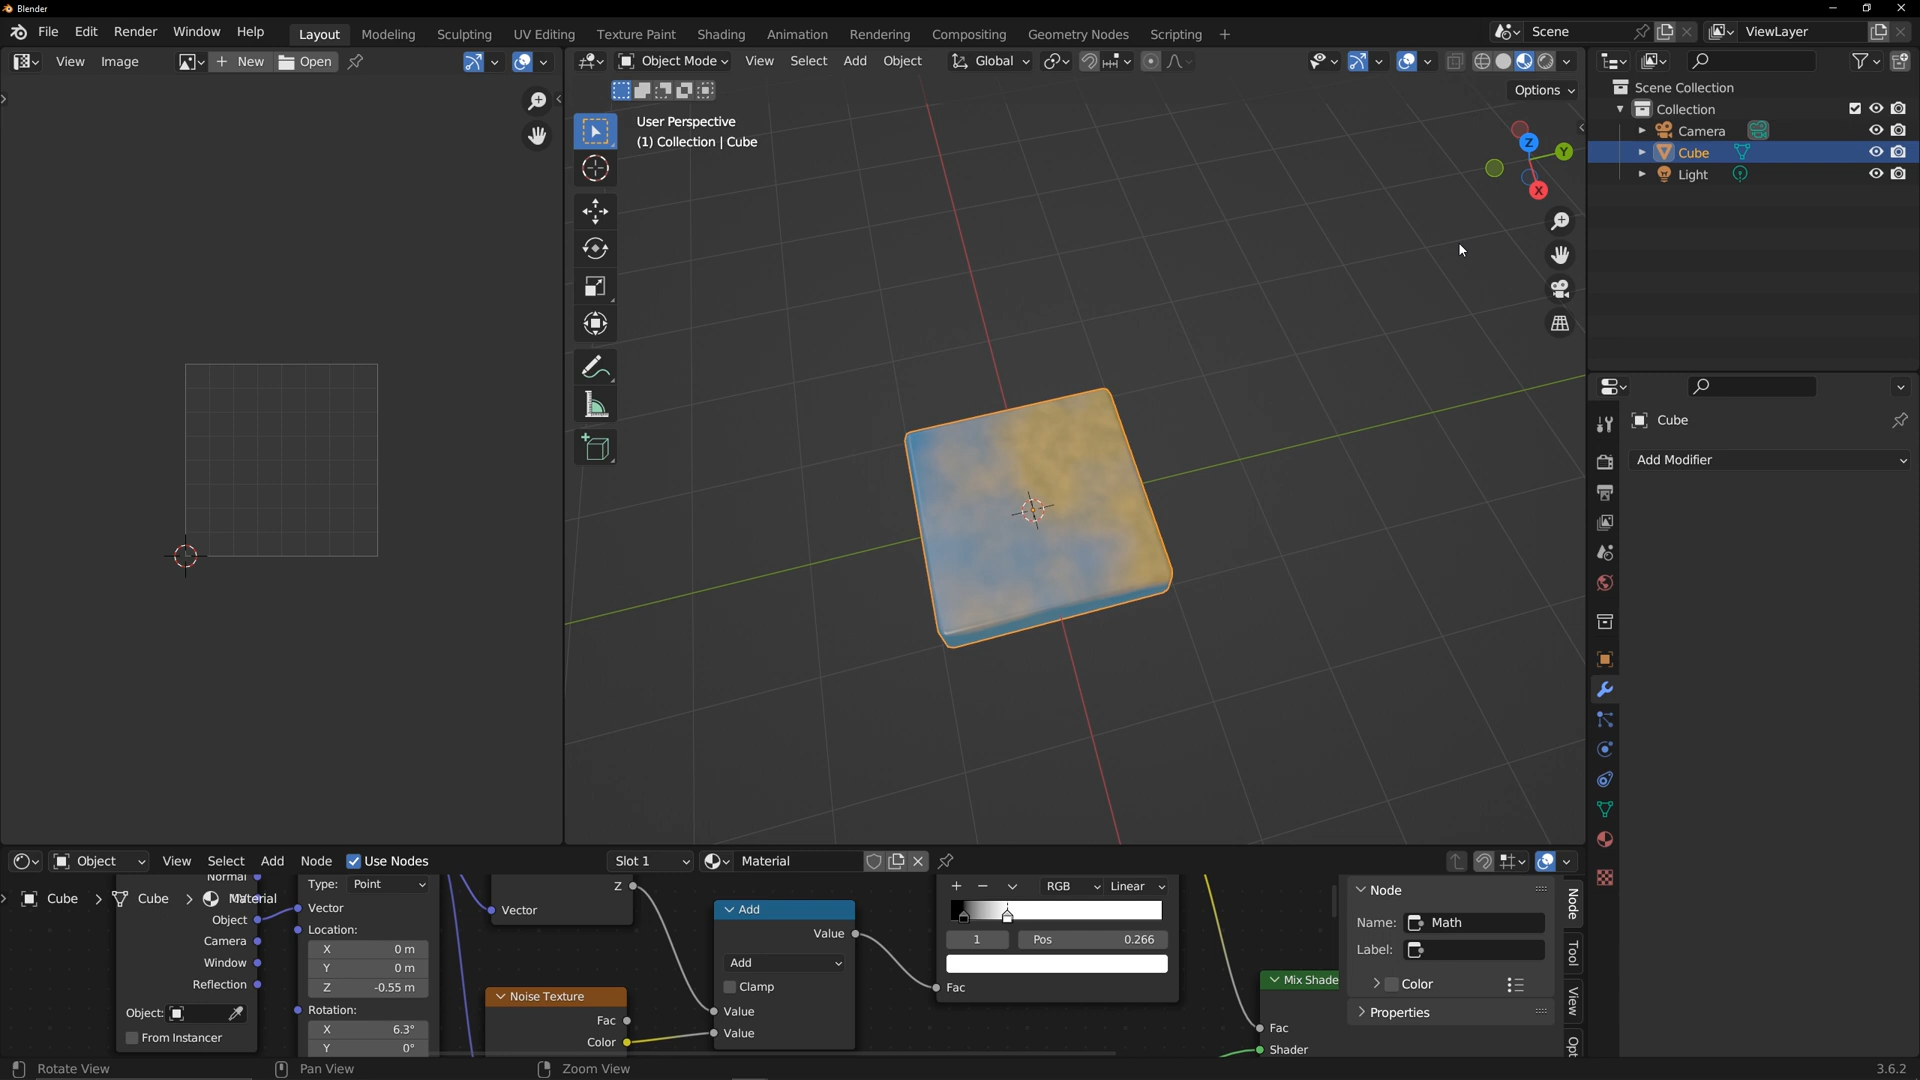 Blender
File Edit Render Window Help Layout Modeling Sculpting UV Editing Texture Paint Shading Animation Rendering Compositing Geometry Nodes Scripting + Scene ViewLayer
View Image + New Open Object Mode View Select Add Object Global
Options
User Perspective
(1) Collection | Cube
Z
Y
X
Scene Collection
Collection
Camera
Cube
Light
Cube
Add Modifier
Object View Select Add Node Use Nodes Slot 1 Material
Normal
Cube > Cube > Material
Object
Camera
Window
Reflection
Object:
From Instancer
Type: Point
Vector
Location:
X 0 m
Y 0 m
Z -0.55 m
Rotation:
X 6.3°
Y 0°
Z
Vector
Noise Texture
Fac
Color
Add
Value
Add
Clamp
Value
Value
+ − RGB Linear
1 Pos 0.266
Fac
Mix Shade
Fac
Shader
Node
Name: Math
Label:
Color
Properties
Node
Tool
View
Opt
Rotate View Pan View Zoom View 3.6.2